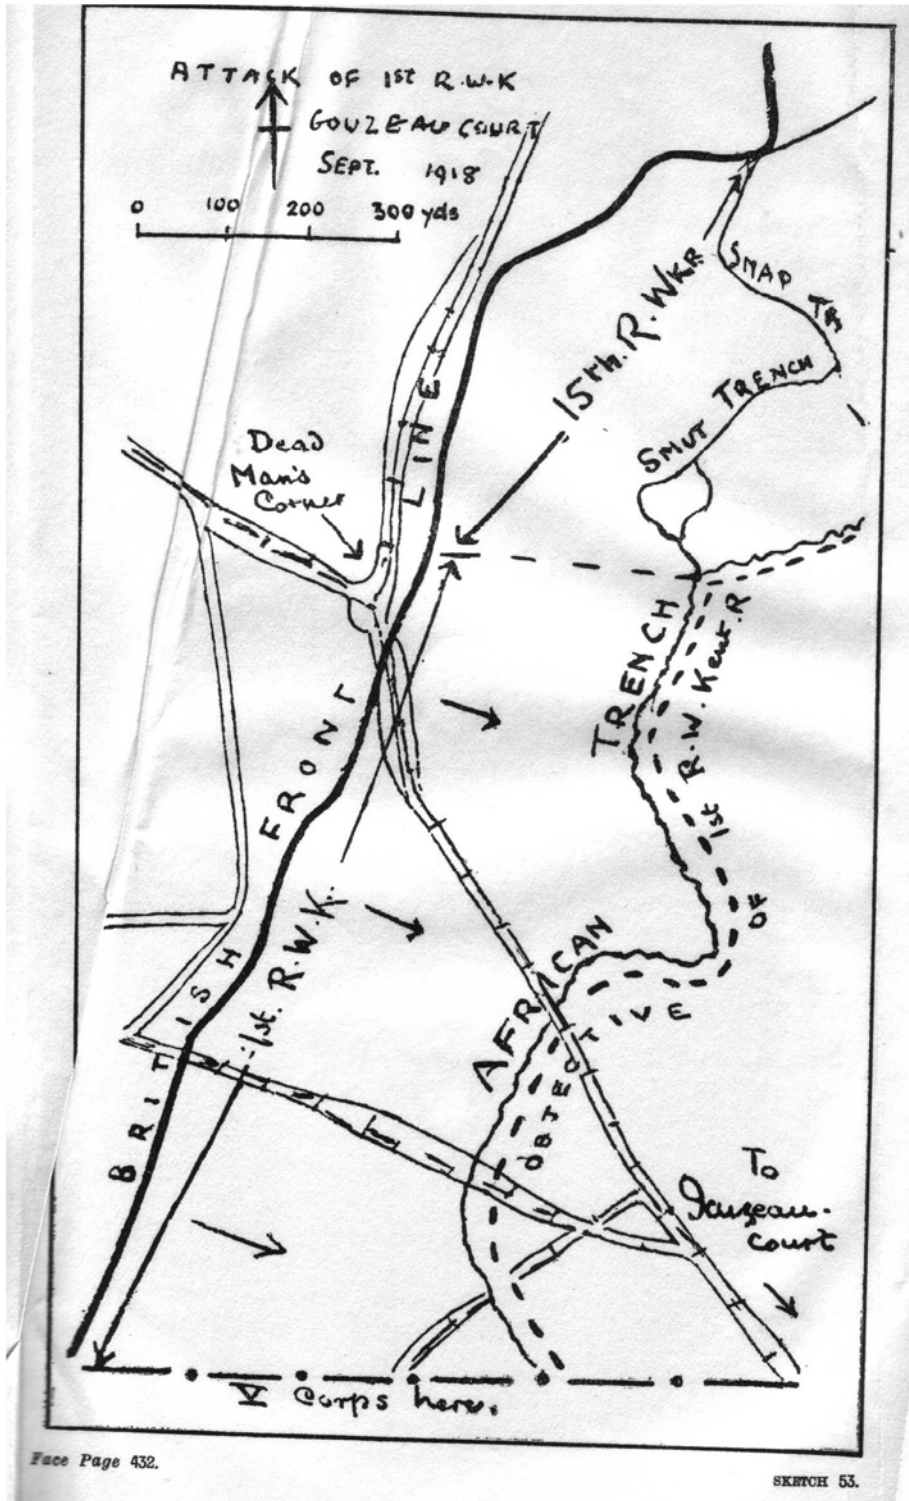 ATTACK OF 1st R.W.K
GOUZEAUCOURT
SEPT. 1918
0 100 200 300 yds
15th. R. WKR
SNAP TR
SMUT TRENCH
Dead
Man's
Corner
BRITISH FRONT LINE
AFRICAN TRENCH
OBJECTIVE OF 1st R.W. Kent. R
1st. R.W.K.
To
Gouzeau-
court
V Corps here.
Face Page 432.
SKETCH 53.